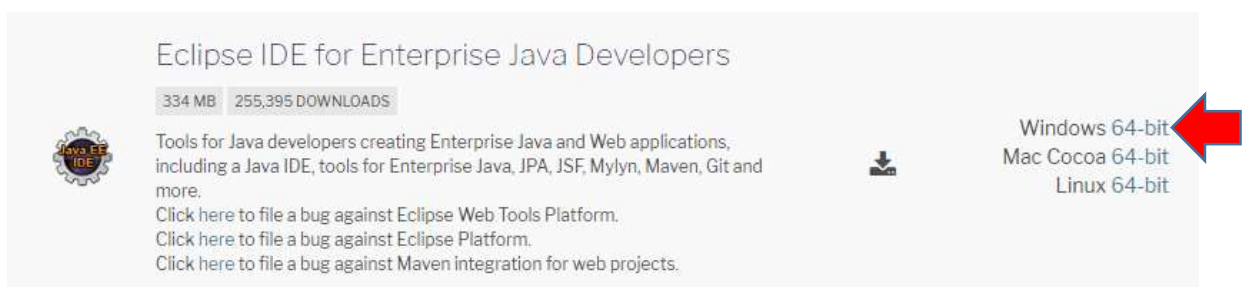 Eclipse IDE for Enterprise Java Developers
334 MB 255,395 DOWNLOADS
Java EE
IDE
Tools for Java developers creating Enterprise Java and Web applications,
including a Java IDE, tools for Enterprise Java, JPA, JSF, Mylyn, Maven, Git and
more.
Click here to file a bug against Eclipse Web Tools Platform.
Click here to file a bug against Eclipse Platform.
Click here to file a bug against Maven integration for web projects.
Windows 64-bit
Mac Cocoa 64-bit
Linux 64-bit